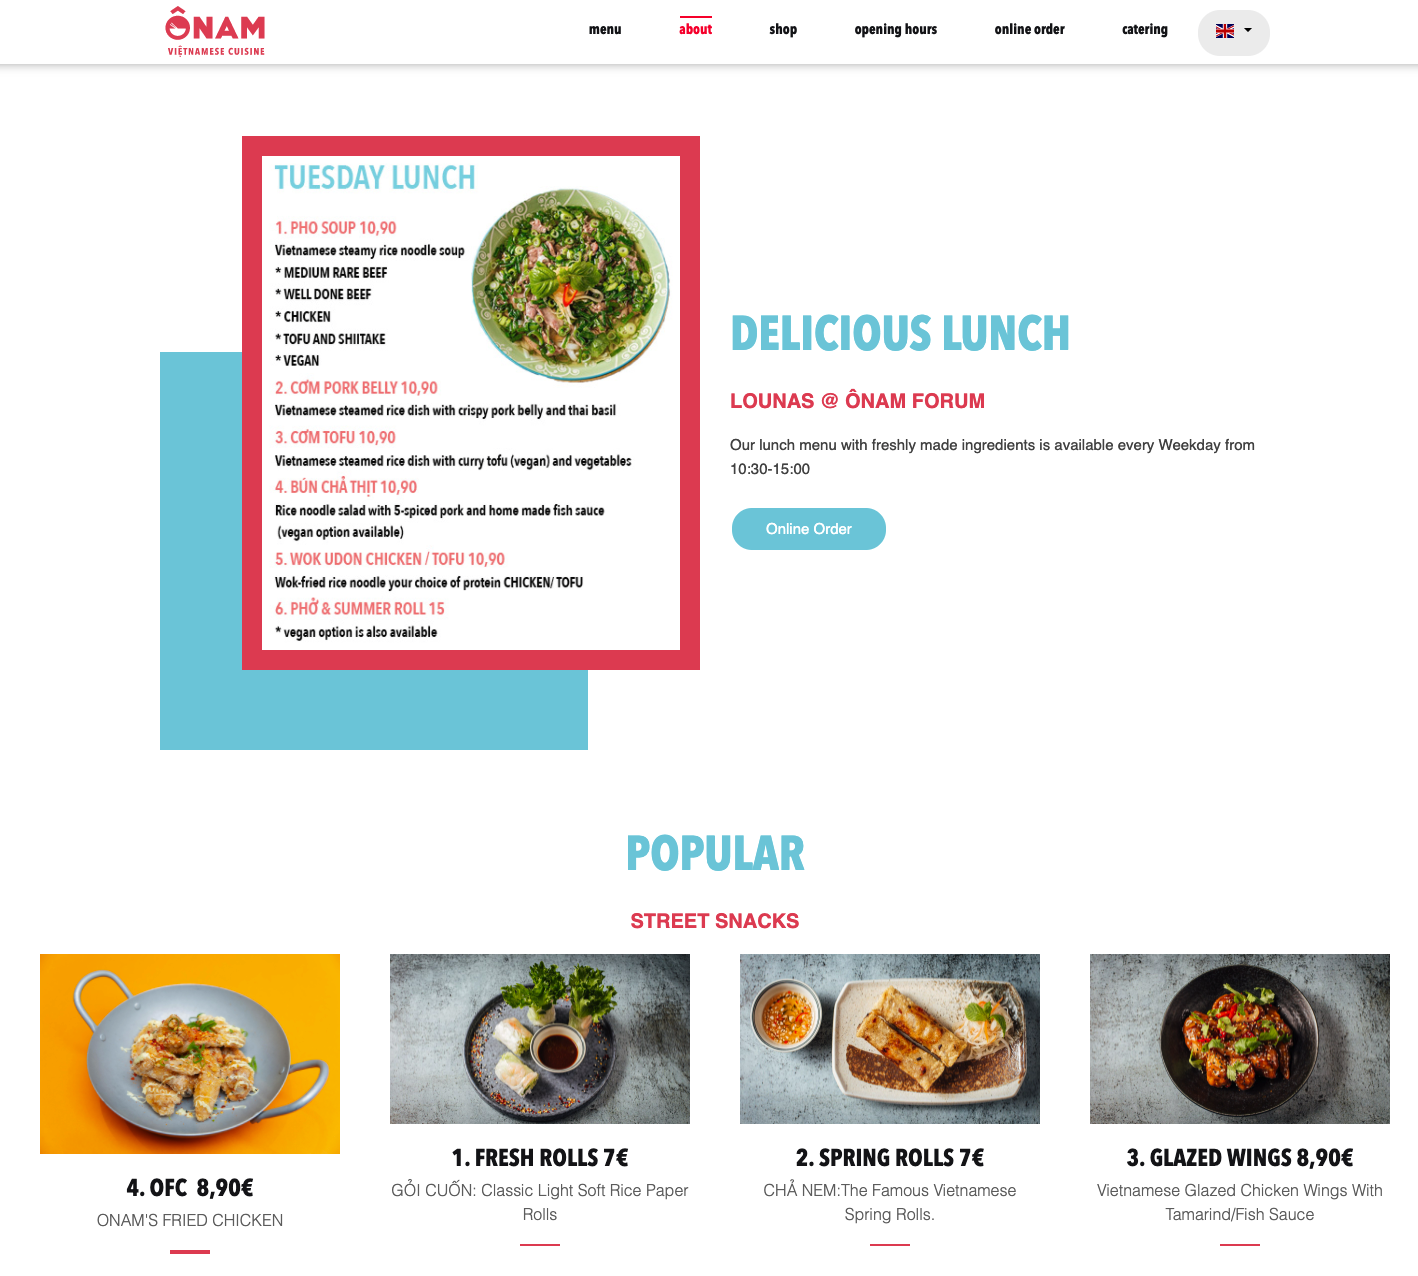 ÔNAM
VIỆTNAMESE CUISINE
menu
about
shop
opening hours
online order
catering
TUESDAY LUNCH
1. PHO SOUP 10,90
Vietnamese steamy rice noodle soup
* MEDIUM RARE BEEF
* WELL DONE BEEF
* CHICKEN
* TOFU AND SHIITAKE
* VEGAN
2. CƠM PORK BELLY 10,90
Vietnamese steamed rice dish with crispy pork belly and thai basil
3. CƠM TOFU 10,90
Vietnamese steamed rice dish with curry tofu (vegan) and vegetables
4. BÚN CHẢ THỊT 10,90
Rice noodle salad with 5-spiced pork and home made fish sauce
(vegan option available)
5. WOK UDON CHICKEN / TOFU 10,90
Wok-fried rice noodle your choice of protein CHICKEN/ TOFU
6. PHỞ & SUMMER ROLL 15
* vegan option is also available
DELICIOUS LUNCH
LOUNAS @ ÔNAM FORUM
Our lunch menu with freshly made ingredients is available every Weekday from
10:30-15:00
Online Order
POPULAR
STREET SNACKS
4. OFC 8,90€
ONAM'S FRIED CHICKEN
1. FRESH ROLLS 7€
GỎI CUỐN: Classic Light Soft Rice Paper
Rolls
2. SPRING ROLLS 7€
CHẢ NEM:The Famous Vietnamese
Spring Rolls.
3. GLAZED WINGS 8,90€
Vietnamese Glazed Chicken Wings With
Tamarind/Fish Sauce